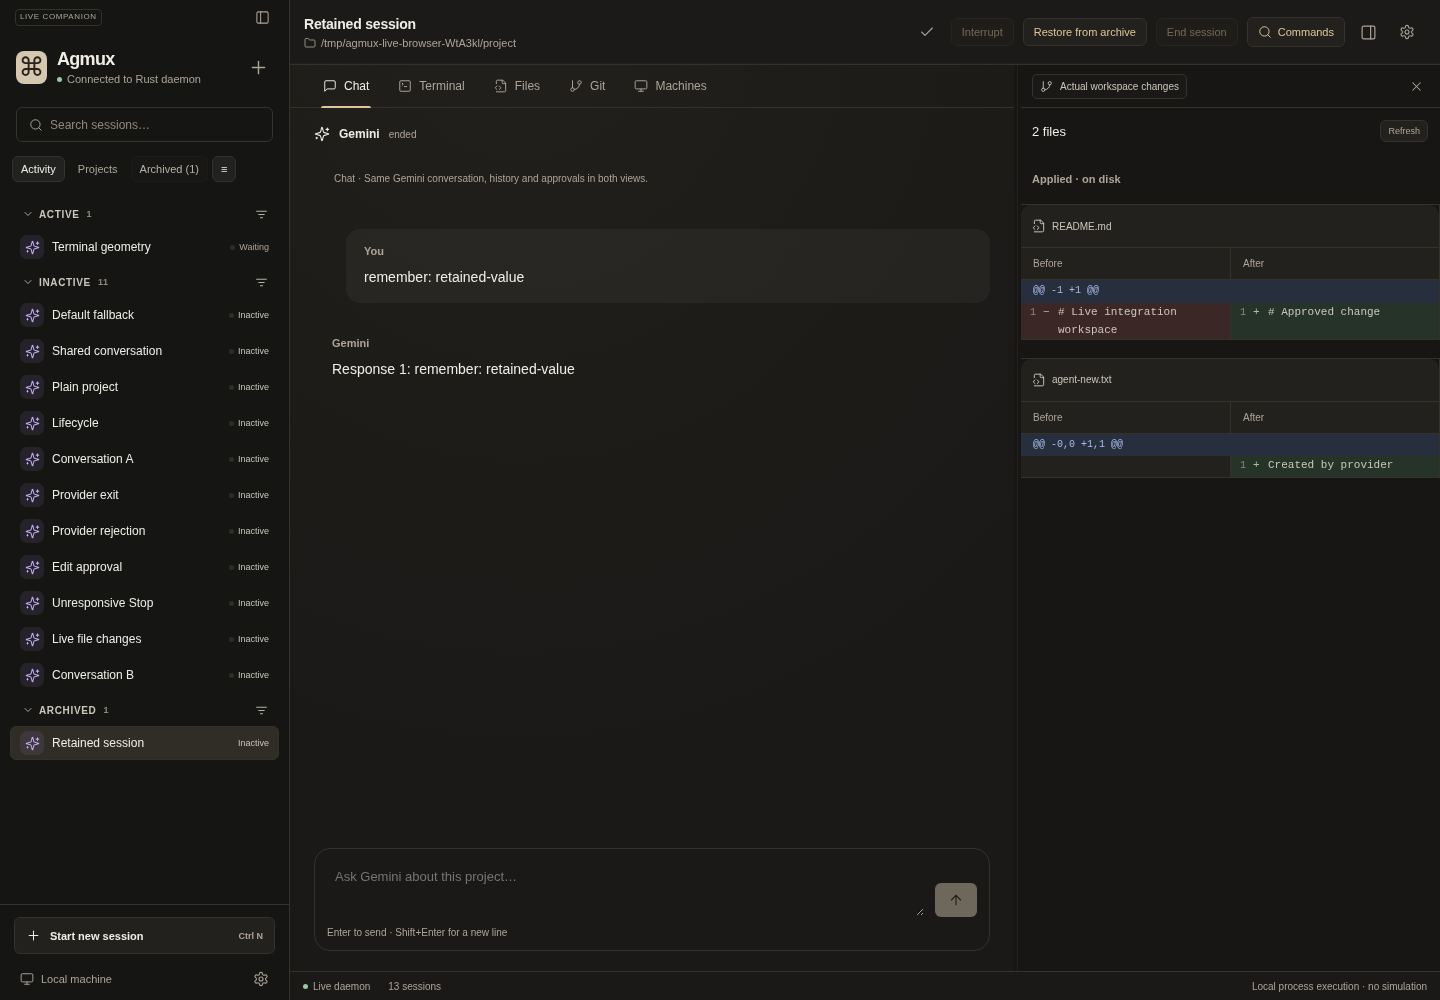 LIVE COMPANION
Agmux
Connected to Rust daemon
Search sessions…
Activity Projects Archived (1) ≡
ACTIVE 1
Terminal geometry Waiting
INACTIVE 11
Default fallback Inactive
Shared conversation Inactive
Plain project Inactive
Lifecycle Inactive
Conversation A Inactive
Provider exit Inactive
Provider rejection Inactive
Edit approval Inactive
Unresponsive Stop Inactive
Live file changes Inactive
Conversation B Inactive
ARCHIVED 1
Retained session Inactive
Start new session Ctrl N
Local machine
Retained session
/tmp/agmux-live-browser-WtA3kl/project
Interrupt Restore from archive End session Commands
Chat Terminal Files Git Machines
Gemini ended
Chat · Same Gemini conversation, history and approvals in both views.
You
remember: retained-value
Gemini
Response 1: remember: retained-value
Ask Gemini about this project…
Enter to send · Shift+Enter for a new line
Actual workspace changes
2 files Refresh
Applied · on disk
README.md
Before After
@@ -1 +1 @@
1 − # Live integration 1 + # Approved change
workspace
agent-new.txt
Before After
@@ -0,0 +1,1 @@
1 + Created by provider
Live daemon 13 sessions Local process execution · no simulation